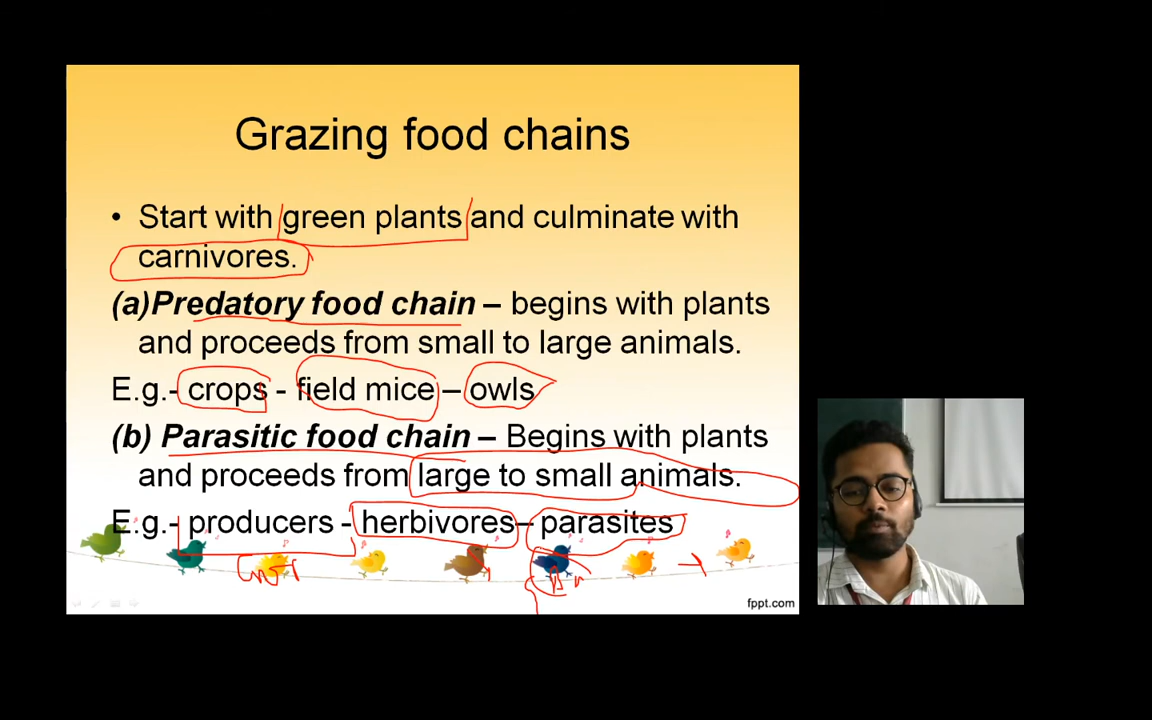 Grazing food chains
• Start with green plants and culminate with
carnivores.
(a)Predatory food chain – begins with plants
and proceeds from small to large animals.
E.g.- crops - field mice – owls
(b) Parasitic food chain – Begins with plants
and proceeds from large to small animals.
E.g.- producers - herbivores– parasites
fppt.com